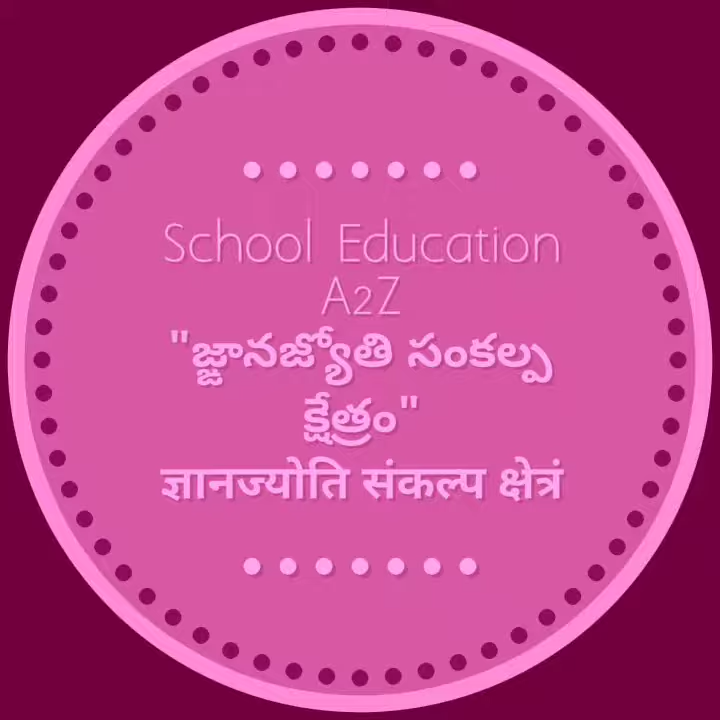 School Education
A2Z
"జ్ఞానజ్యోతి సంకల్ప
క్షేత్రం"
ज्ञानज्योति संकल्प क्षेत्रं